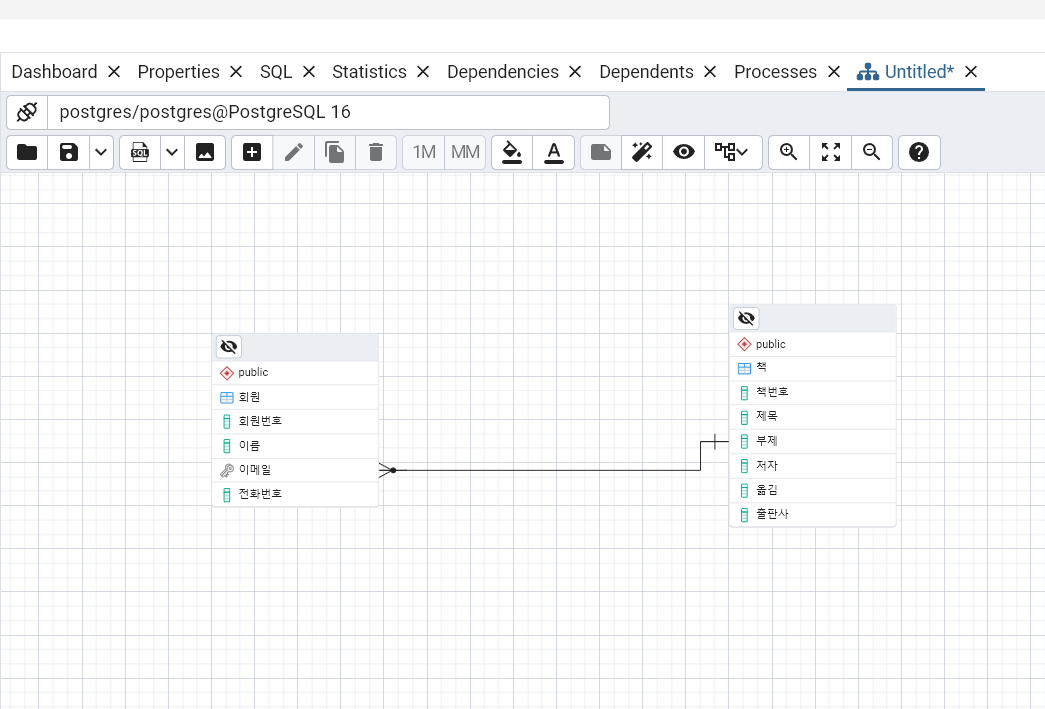 Dashboard Properties SQL Statistics Dependencies Dependents Processes Untitled*
postgres/postgres@PostgreSQL 16
SQL 1M MM A
public
회원
회원번호
이름
이메일
전화번호
public
책
책번호
제목
부제
저자
옮김
출판사